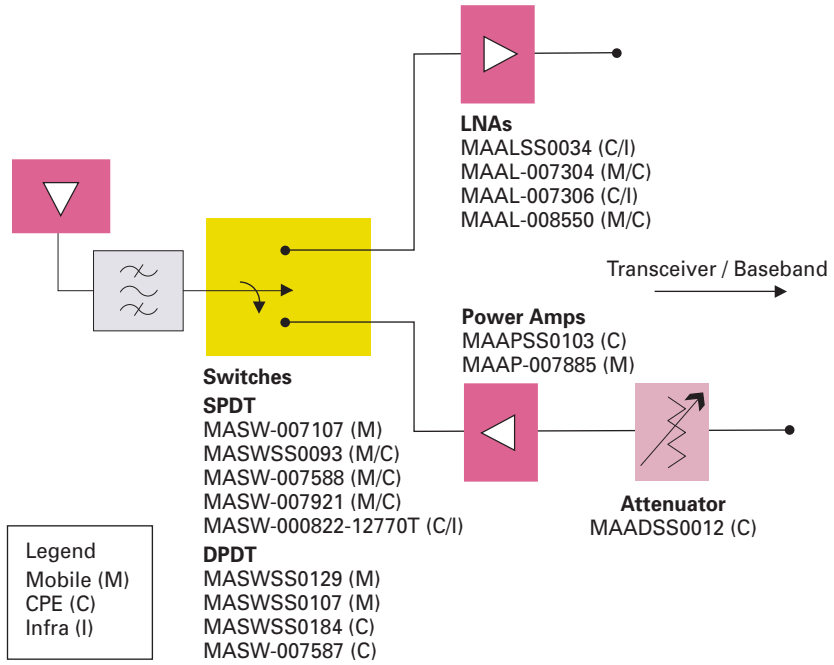 LNAs
MAALSS0034 (C/I)
MAAL-007304 (M/C)
MAAL-007306 (C/I)
MAAL-008550 (M/C)
Transceiver / Baseband
Power Amps
MAAPSS0103 (C)
MAAP-007885 (M)
Switches
SPDT
MASW-007107 (M)
MASWSS0093 (M/C)
MASW-007588 (M/C)
MASW-007921 (M/C)
MASW-000822-12770T (C/I)
DPDT
MASWSS0129 (M)
MASWSS0107 (M)
MASWSS0184 (C)
MASW-007587 (C)
Attenuator
MAADSS0012 (C)
Legend
Mobile (M)
CPE (C)
Infra (I)